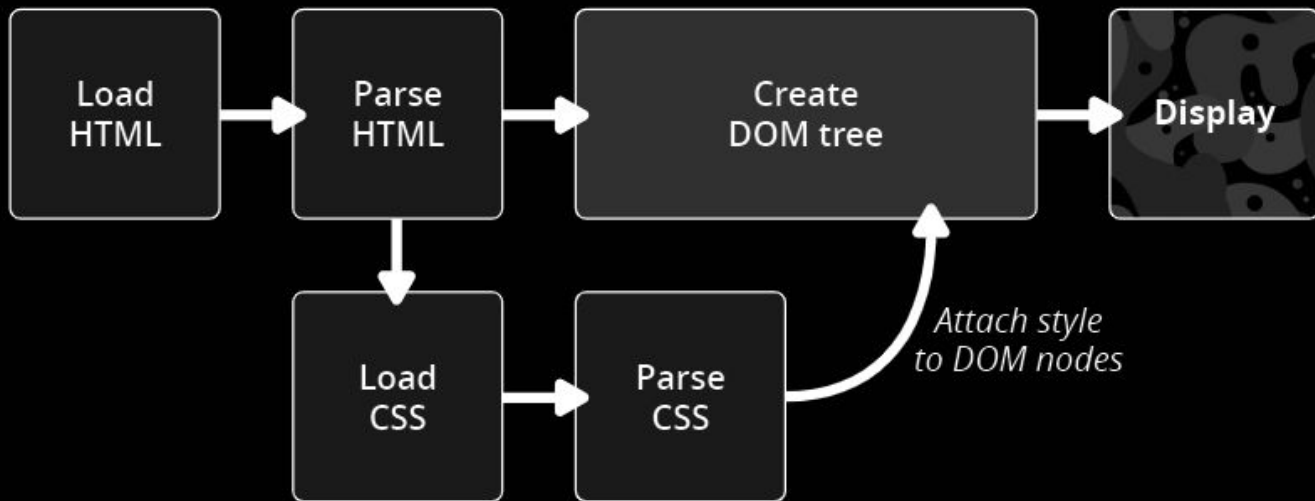 Load
HTML
Parse
HTML
Create
DOM tree
Display
Load
CSS
Parse
CSS
Attach style
to DOM nodes